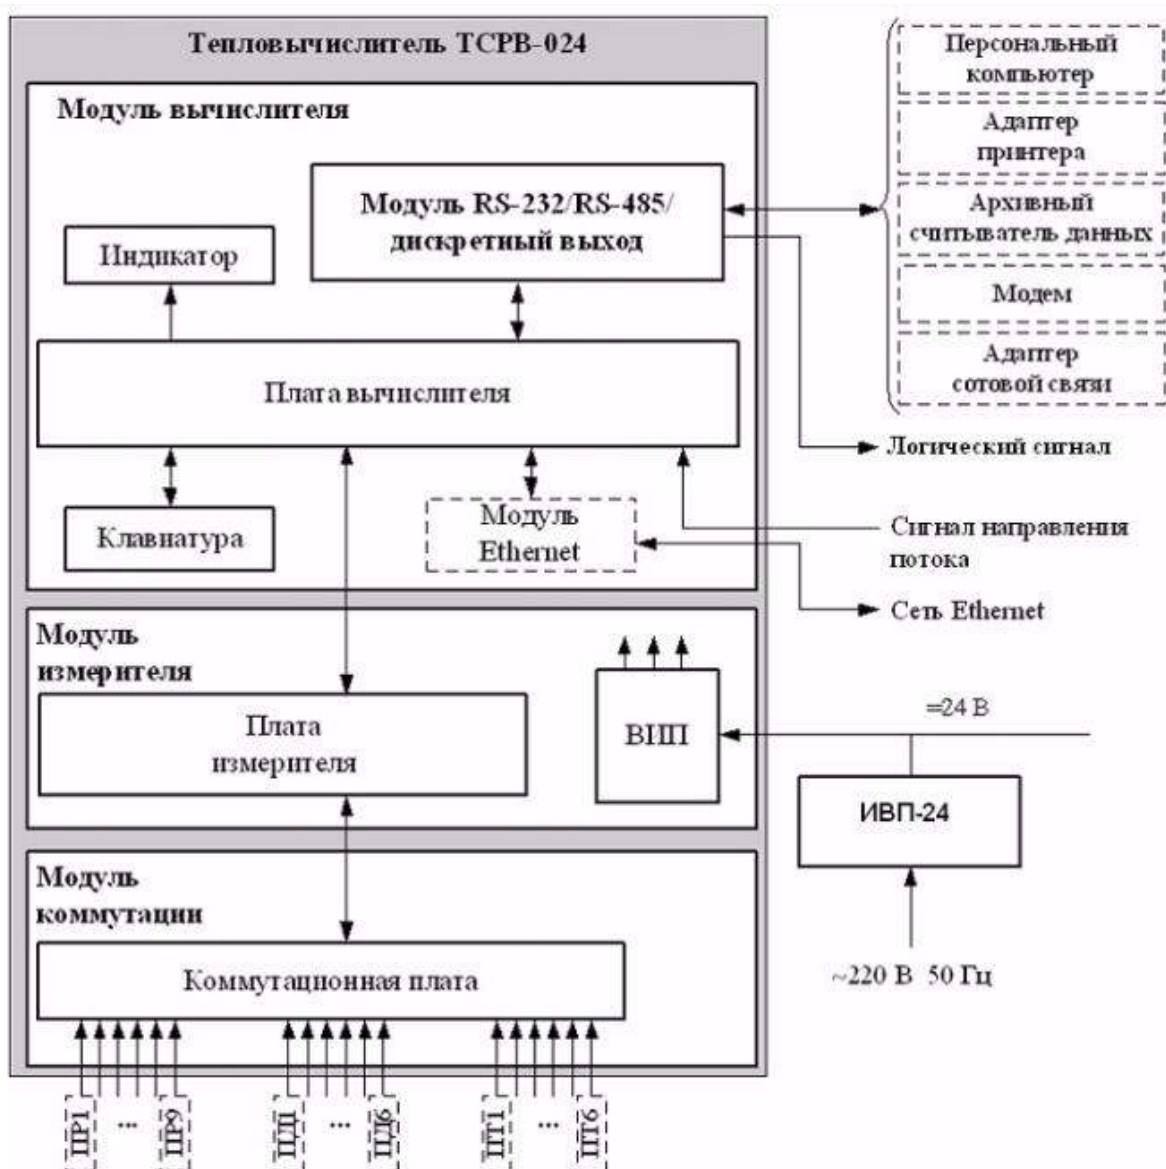 Тепловычислитель ТСРВ-024
Модуль вычислителя
Модуль RS-232/RS-485/
дискретный выход
Индикатор
Плата вычислителя
Клавиатура
Модуль
Ethernet
Персональный
компьютер
Адаптер
принтера
Архивный
считыватель данных
Модем
Адаптер
сотовой связи
Логический сигнал
Сигнал направления
потока
Сеть Ethernet
Модуль
измерителя
Плата
измерителя
ВИП
=24 В
ИВП-24
~220 В 50 Гц
Модуль
коммутации
Коммутационная плата
ПР1
...
ПР9
ПД1
...
ПД6
ПТ1
...
ПТ6